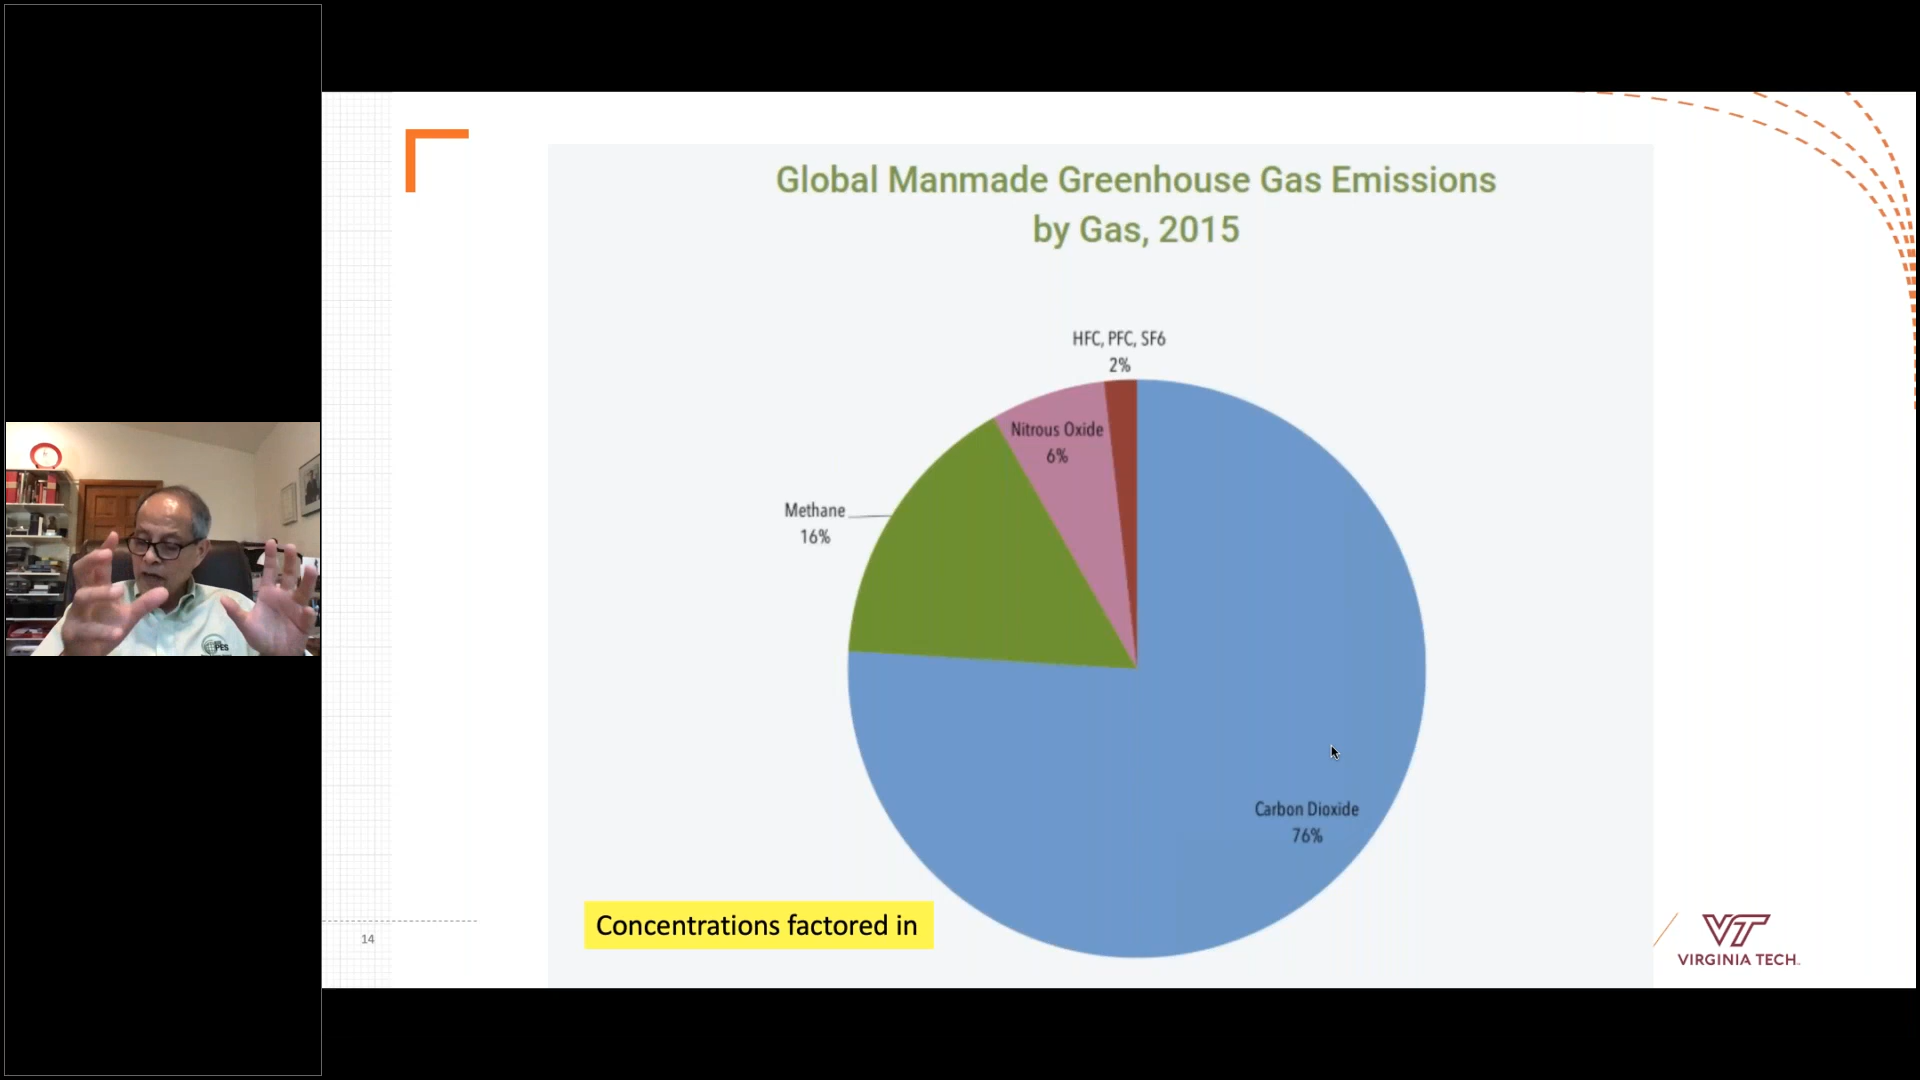 Global Manmade Greenhouse Gas Emissions
by Gas, 2015
HFC, PFC, SF6
2%
Nitrous Oxide
6%
Methane
16%
Carbon Dioxide
76%
Concentrations factored in
14
VT
VIRGINIA TECH.
PES